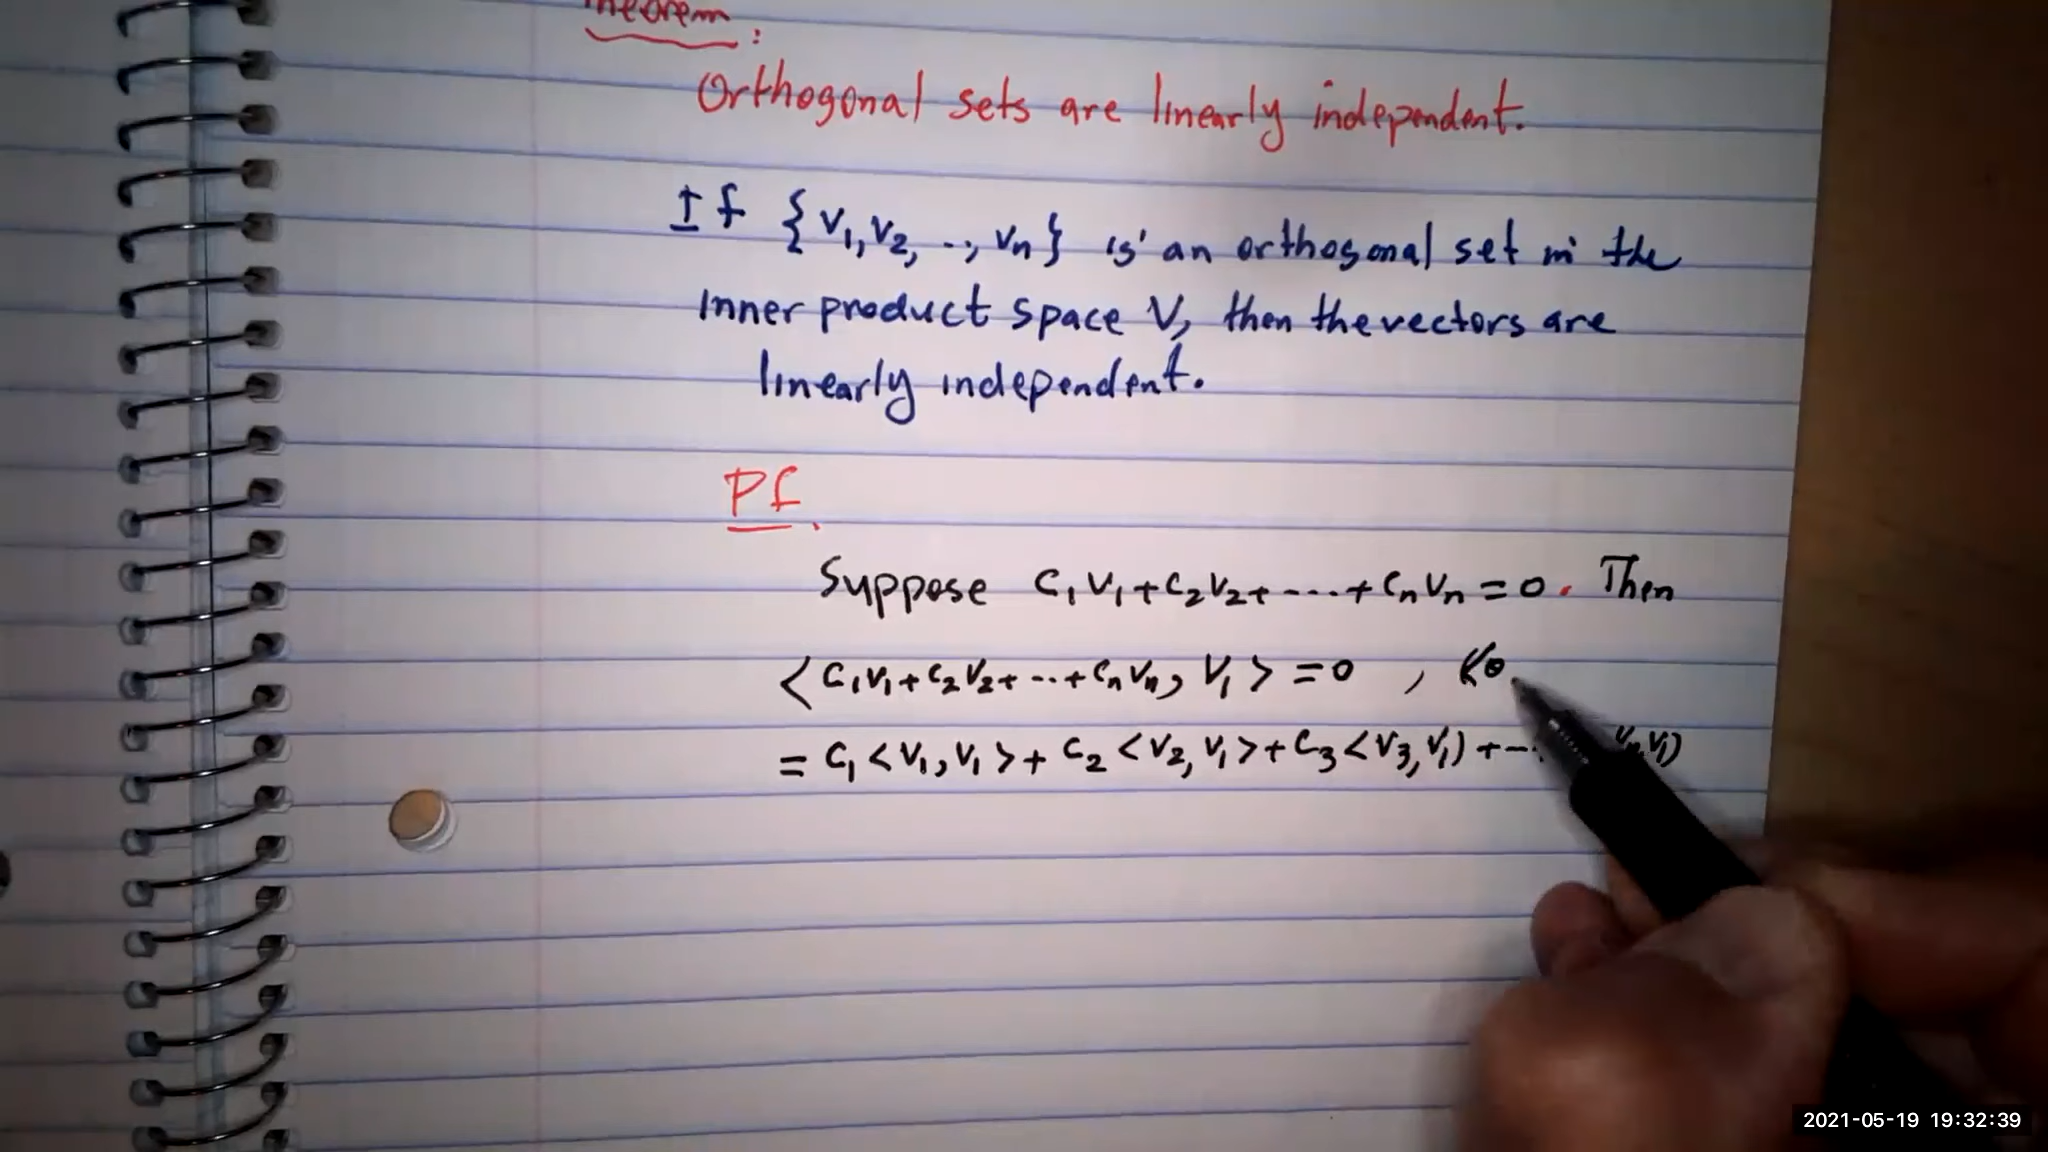 Theorem:
Orthogonal sets are linearly independent.
If {v1, v2, .., vn} is an orthogonal set in the
inner product space V, then the vectors are
linearly independent.
Pf.
Suppose c1v1+c2v2+---+cnvn=0. Then
<c1v1+c2v2+--+cnvn, v1> =0 , <0
= c1<v1,v1>+ c2<v2,v1>+c3<v3,v1)+-- vn,v1)
2021-05-19 19:32:39